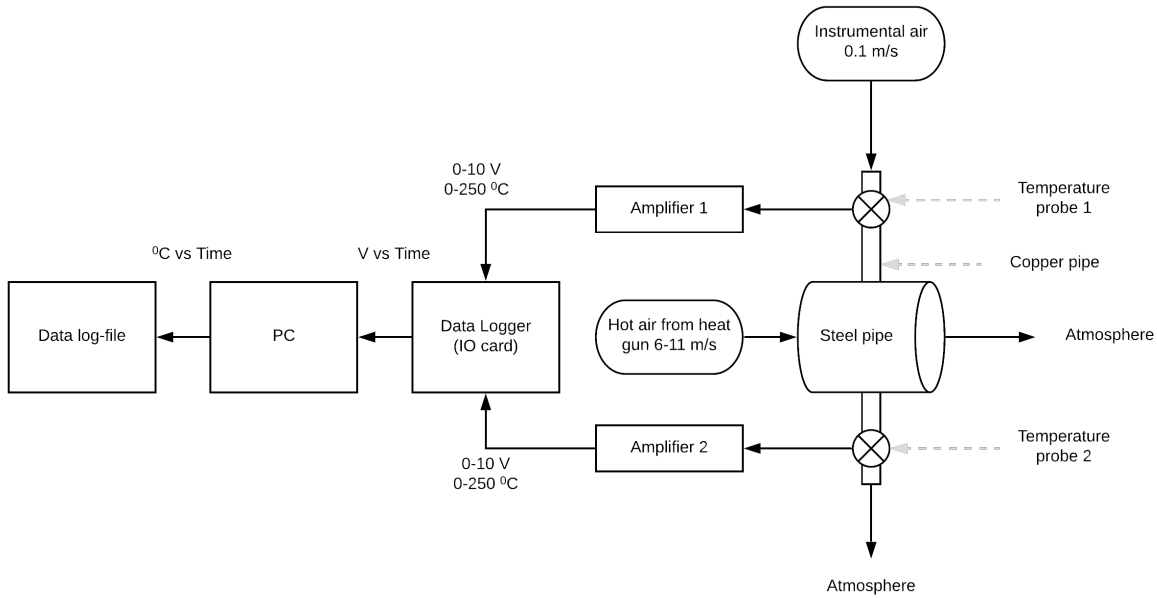 Instrumental air
0.1 m/s
0-10 V
0-250 ⁰C
Amplifier 1
Temperature
probe 1
⁰C vs Time
V vs Time
Copper pipe
Data log-file
PC
Data Logger
(IO card)
Hot air from heat
gun 6-11 m/s
Steel pipe
Atmosphere
Amplifier 2
Temperature
probe 2
0-10 V
0-250 ⁰C
Atmosphere